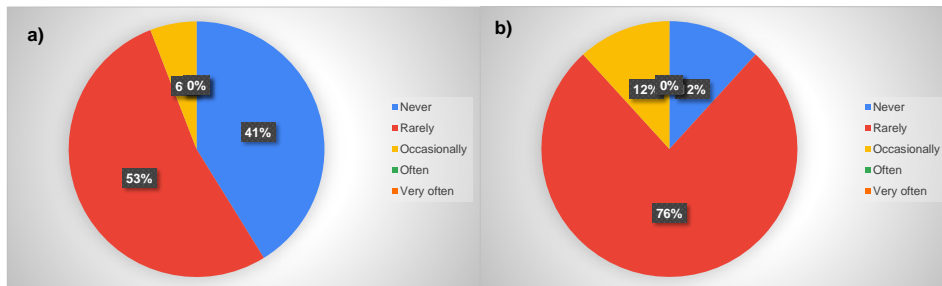 a)
6
0%
41%
53%
Never
Rarely
Occasionally
Often
Very often
b)
12%
0%
2%
76%
Never
Rarely
Occasionally
Often
Very often